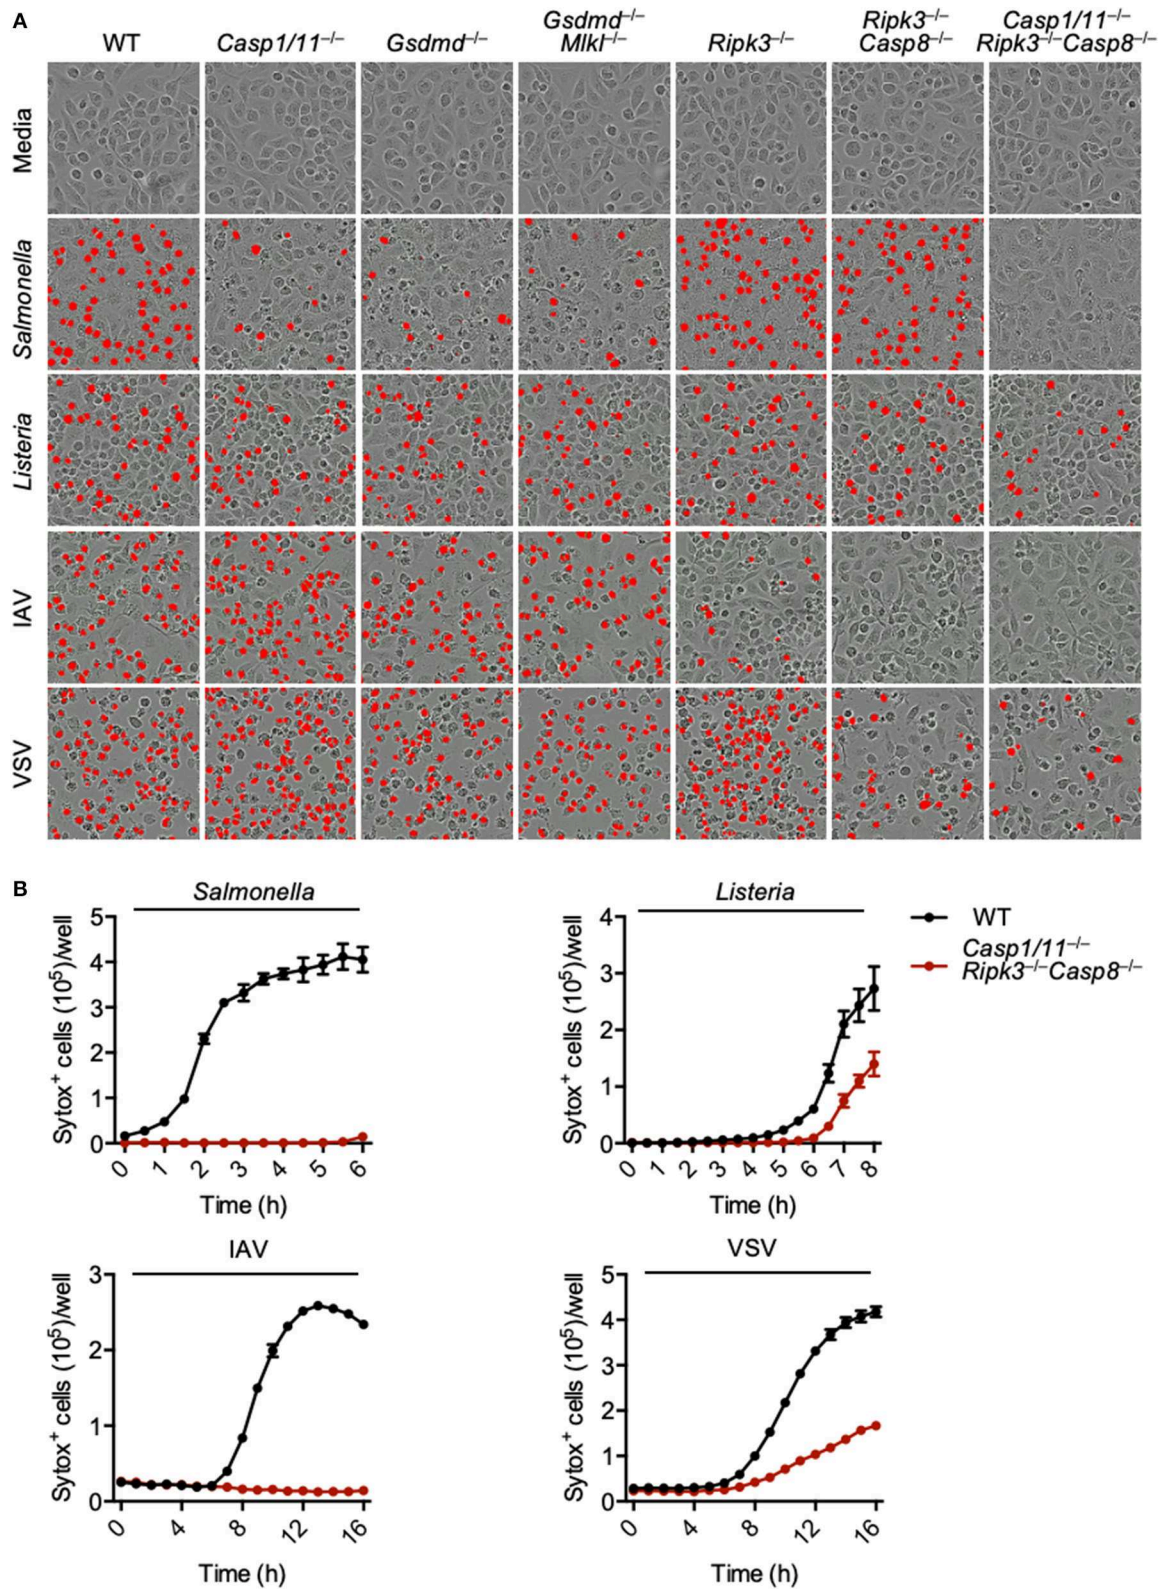 A
WT
Casp1/11–/–
Gsdmd–/–
Gsdmd–/–
Mlkl–/–
Ripk3–/–
Ripk3–/–
Casp8–/–
Casp1/11–/–
Ripk3–/–Casp8–/–
Media
Salmonella
Listeria
IAV
VSV
B
Salmonella
Sytox+ cells (105)/well
5
4
3
2
1
0
0 1 2 3 4 5 6
Time (h)
Listeria
Sytox+ cells (105)/well
4
3
2
1
0
0 1 2 3 4 5 6 7 8
Time (h)
WT
Casp1/11–/–
Ripk3–/–Casp8–/–
IAV
Sytox+ cells (105)/well
3
2
1
0
0 4 8 12 16
Time (h)
VSV
Sytox+ cells (105)/well
5
4
3
2
1
0
0 4 8 12 16
Time (h)